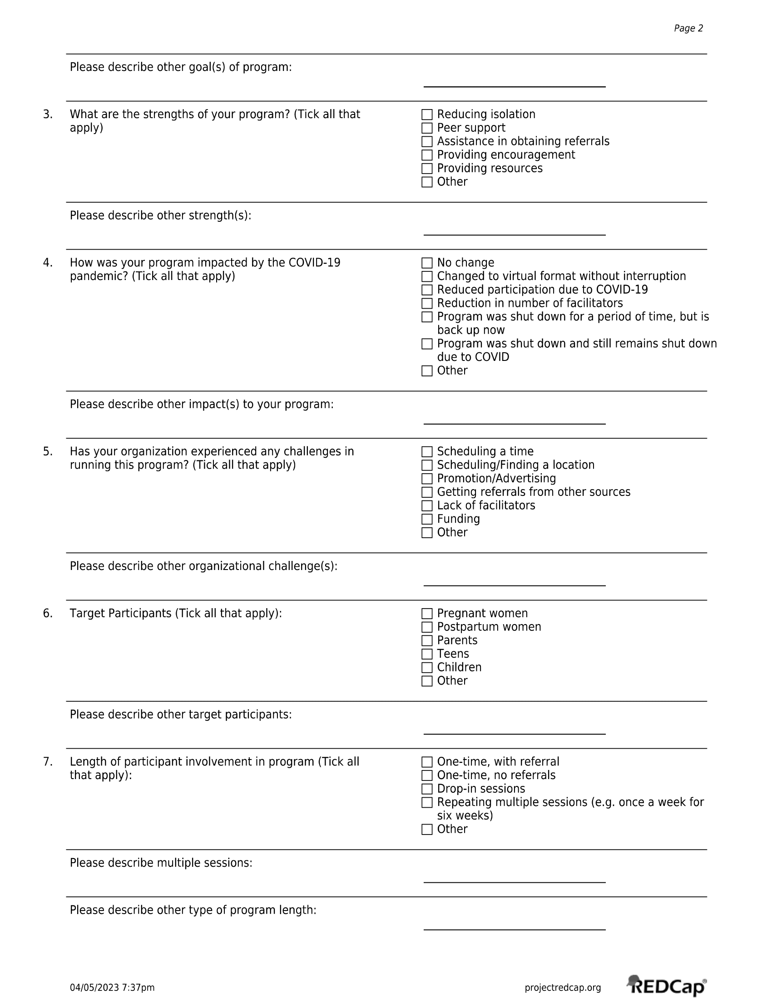 Page 2
Please describe other goal(s) of program:
3. What are the strengths of your program? (Tick all that
apply)
Reducing isolation
Peer support
Assistance in obtaining referrals
Providing encouragement
Providing resources
Other
Please describe other strength(s):
4. How was your program impacted by the COVID-19
pandemic? (Tick all that apply)
No change
Changed to virtual format without interruption
Reduced participation due to COVID-19
Reduction in number of facilitators
Program was shut down for a period of time, but is
back up now
Program was shut down and still remains shut down
due to COVID
Other
Please describe other impact(s) to your program:
5. Has your organization experienced any challenges in
running this program? (Tick all that apply)
Scheduling a time
Scheduling/Finding a location
Promotion/Advertising
Getting referrals from other sources
Lack of facilitators
Funding
Other
Please describe other organizational challenge(s):
6. Target Participants (Tick all that apply):
Pregnant women
Postpartum women
Parents
Teens
Children
Other
Please describe other target participants:
7. Length of participant involvement in program (Tick all
that apply):
One-time, with referral
One-time, no referrals
Drop-in sessions
Repeating multiple sessions (e.g. once a week for
six weeks)
Other
Please describe multiple sessions:
Please describe other type of program length:
04/05/2023 7:37pm
projectredcap.org
REDCap®